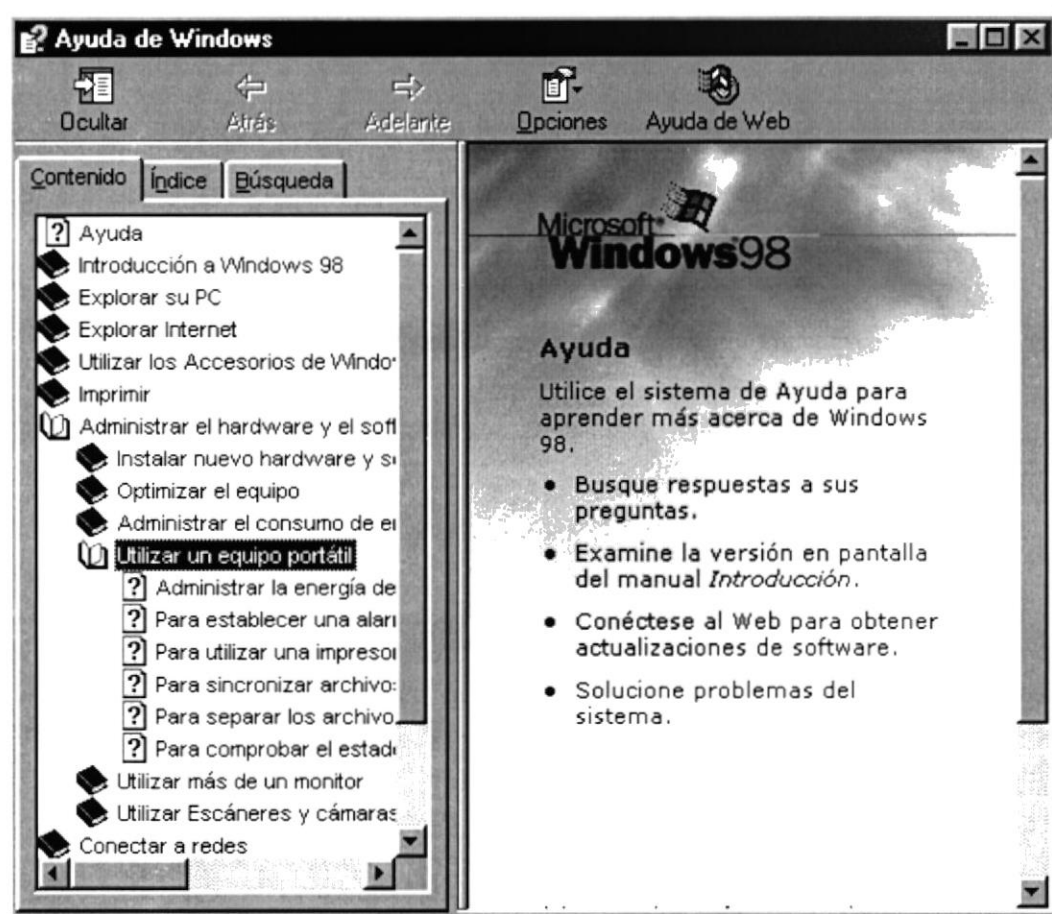 Ayuda de Windows
Ocultar Atrás Adelante Opciones Ayuda de Web
Contenido Índice Búsqueda
Ayuda
Introducción a Windows 98
Explorar su PC
Explorar Internet
Utilizar los Accesorios de Windo
Imprimir
Administrar el hardware y el soft
Instalar nuevo hardware y s
Optimizar el equipo
Administrar el consumo de e
Utilizar un equipo portátil
Administrar la energía de
Para establecer una alar
Para utilizar una impreso
Para sincronizar archivo
Para separar los archivo
Para comprobar el estad
Utilizar más de un monitor
Utilizar Escáneres y cámaras
Conectar a redes
Microsoft
Windows 98
Ayuda
Utilice el sistema de Ayuda para
aprender más acerca de Windows
98.
• Busque respuestas a sus
preguntas.
• Examine la versión en pantalla
del manual Introducción.
• Conéctese al Web para obtener
actualizaciones de software.
• Solucione problemas del
sistema.